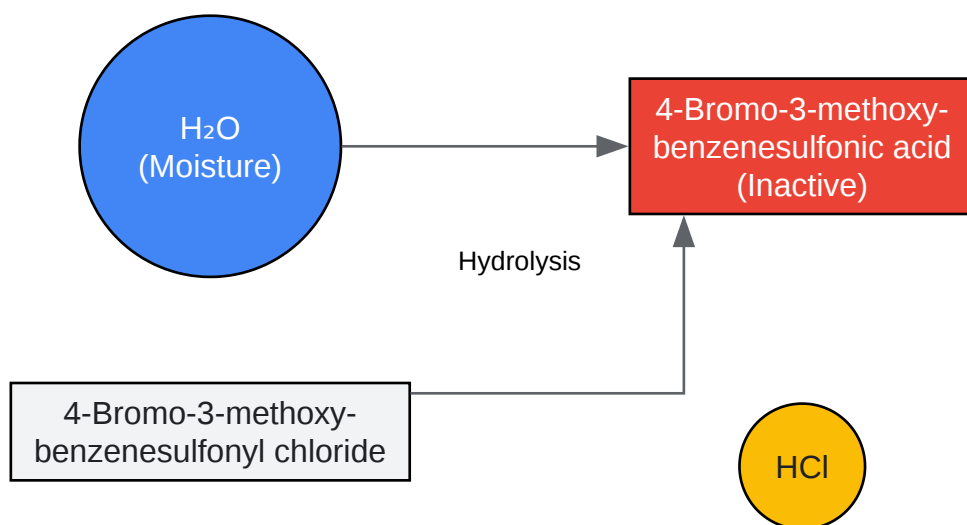 H₂O
(Moisture)
4-Bromo-3-methoxy-
benzenesulfonic acid
(Inactive)
Hydrolysis
4-Bromo-3-methoxy-
benzenesulfonyl chloride
HCl